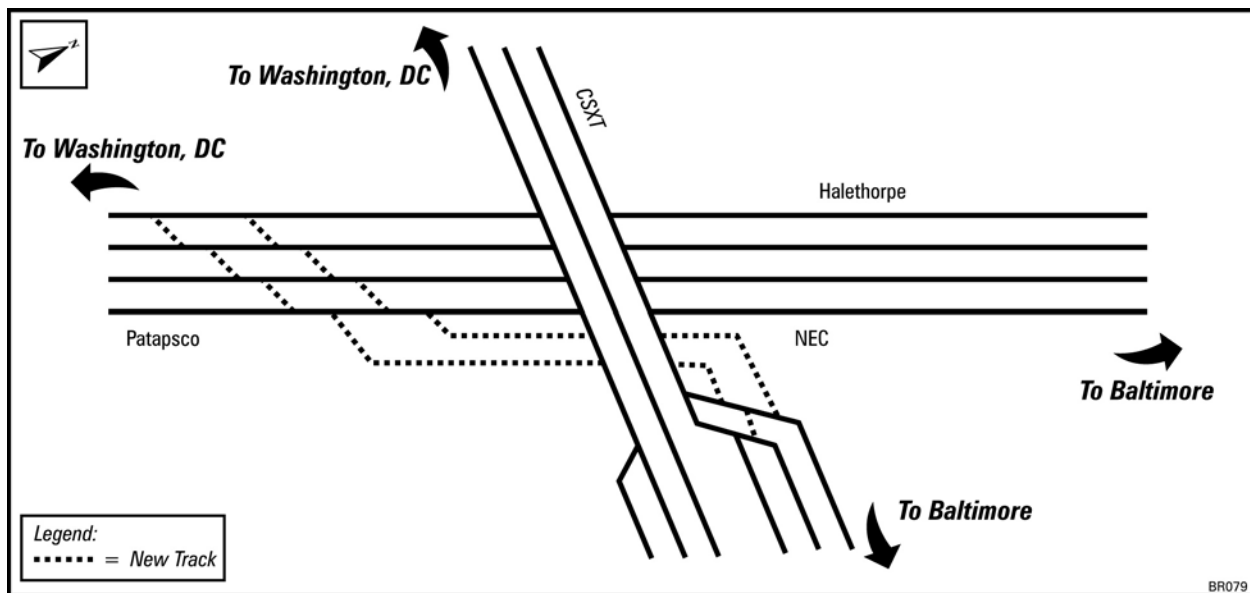 N
To Washington, DC
CSXT
To Washington, DC
Halethorpe
Patapsco
NEC
To Baltimore
To Baltimore
Legend:
= New Track
BR079